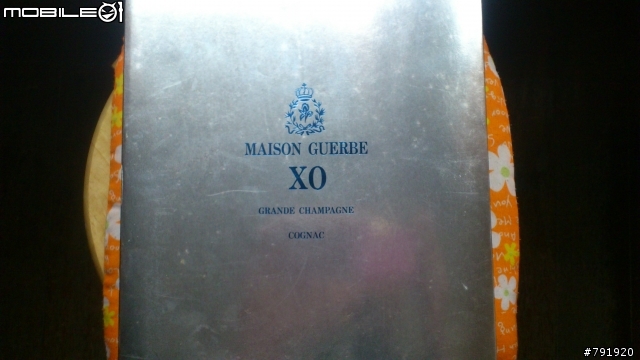 MOBILE01
MAISON GUERBE
XO
GRANDE CHAMPAGNE
COGNAC
#791920